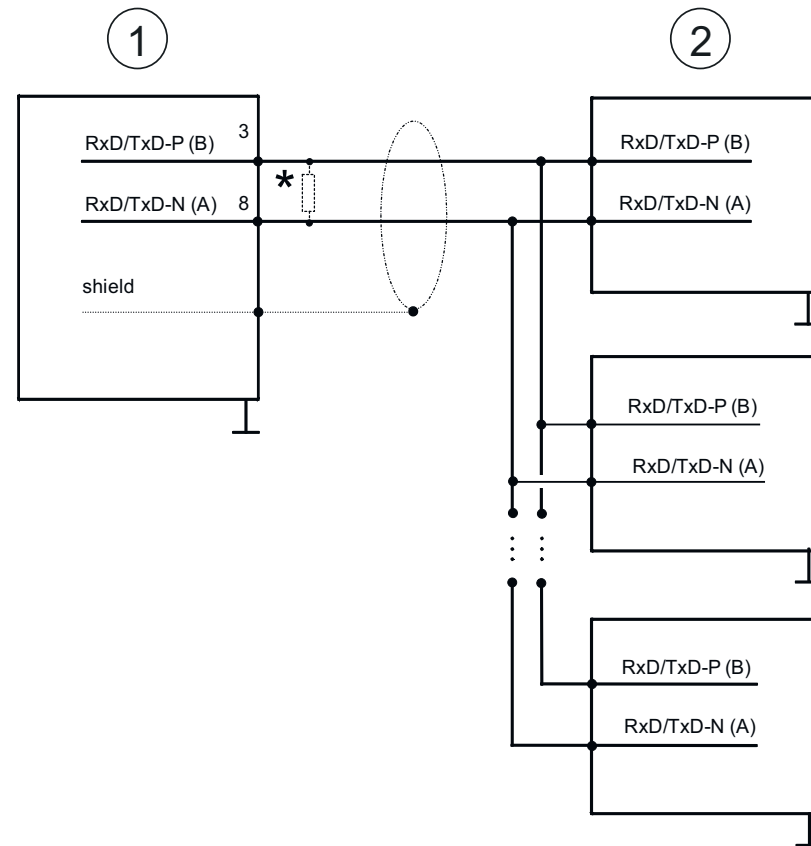 1
2
RxD/TxD-P (B) 3
RxD/TxD-N (A) 8
shield
*
RxD/TxD-P (B)
RxD/TxD-N (A)
RxD/TxD-P (B)
RxD/TxD-N (A)
RxD/TxD-P (B)
RxD/TxD-N (A)